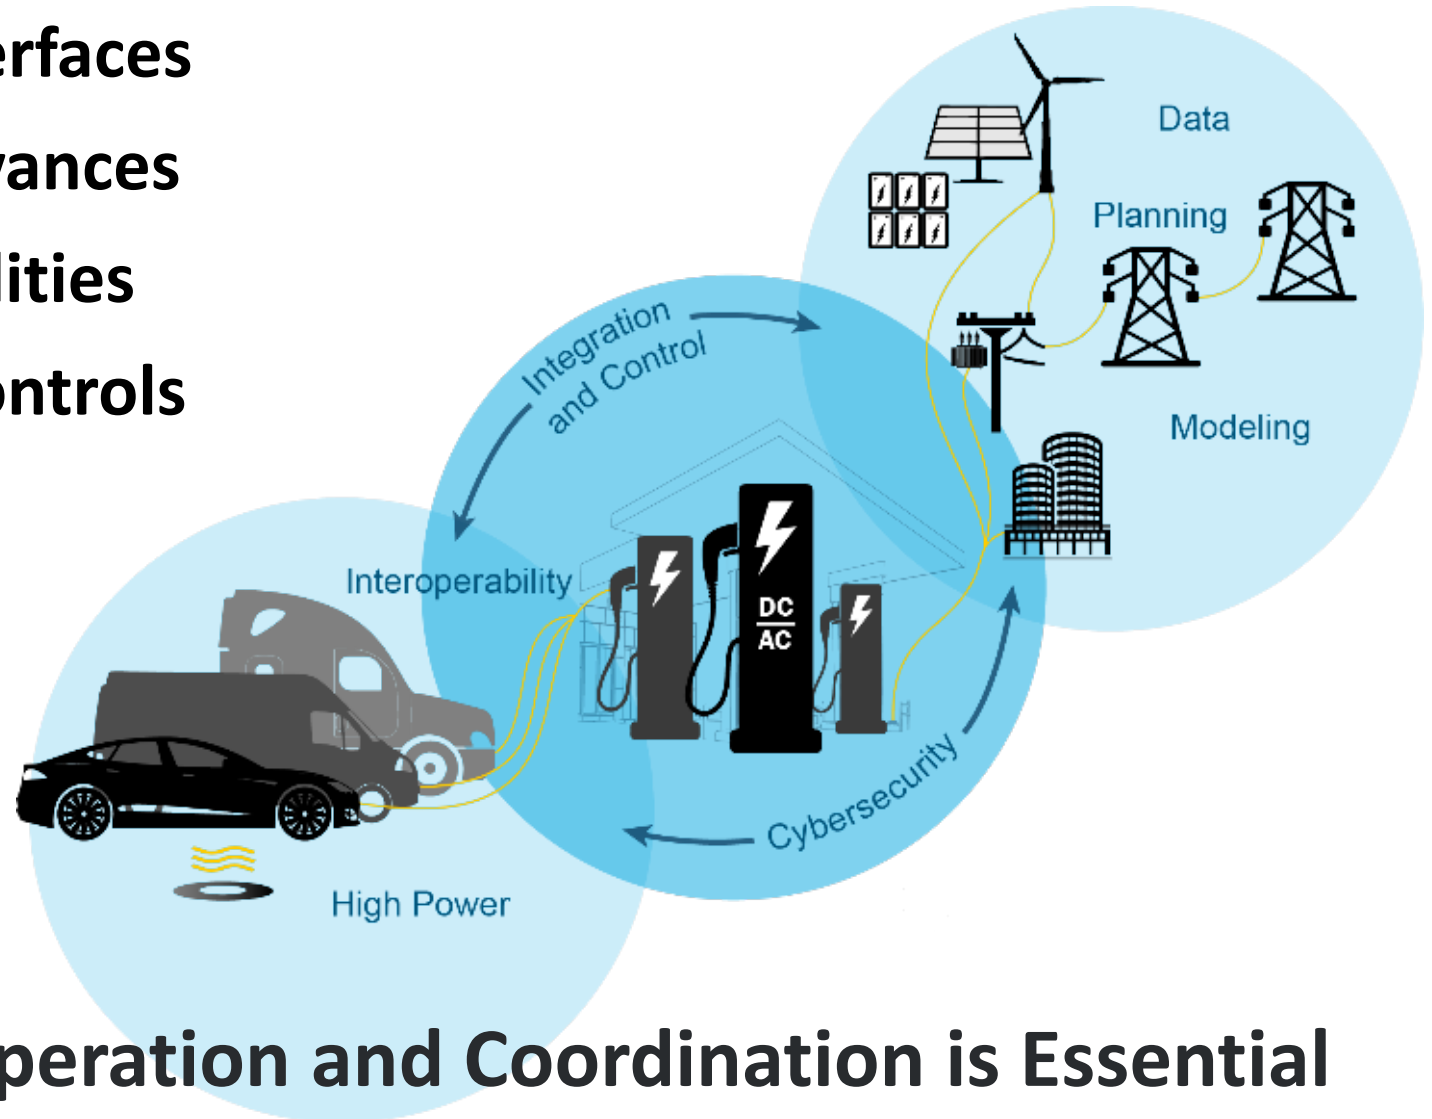 erfaces
vances
lities
ontrols
Data
Planning
Modeling
Integration
and Control
Interoperability
DC
AC
Cybersecurity
High Power
peration and Coordination is Essential